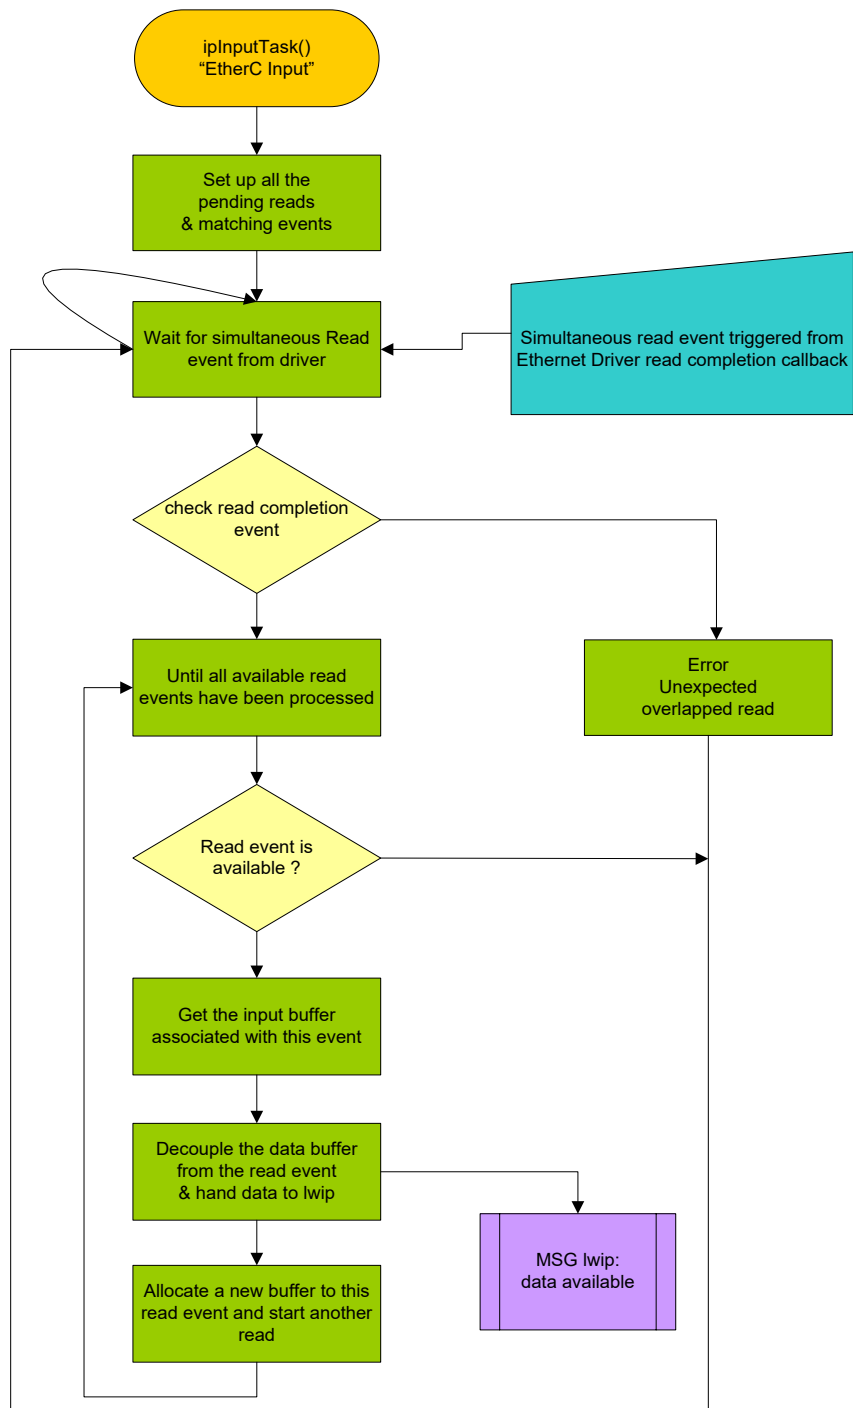 ipInputTask()
“EtherC Input”
Set up all the
pending reads
& matching events
Wait for simultaneous Read
event from driver
Simultaneous read event triggered from
Ethernet Driver read completion callback
check read completion
event
Until all available read
events have been processed
Error
Unexpected
overlapped read
Read event is
available ?
Get the input buffer
associated with this event
Decouple the data buffer
from the read event
& hand data to lwip
MSG lwip:
data available
Allocate a new buffer to this
read event and start another
read